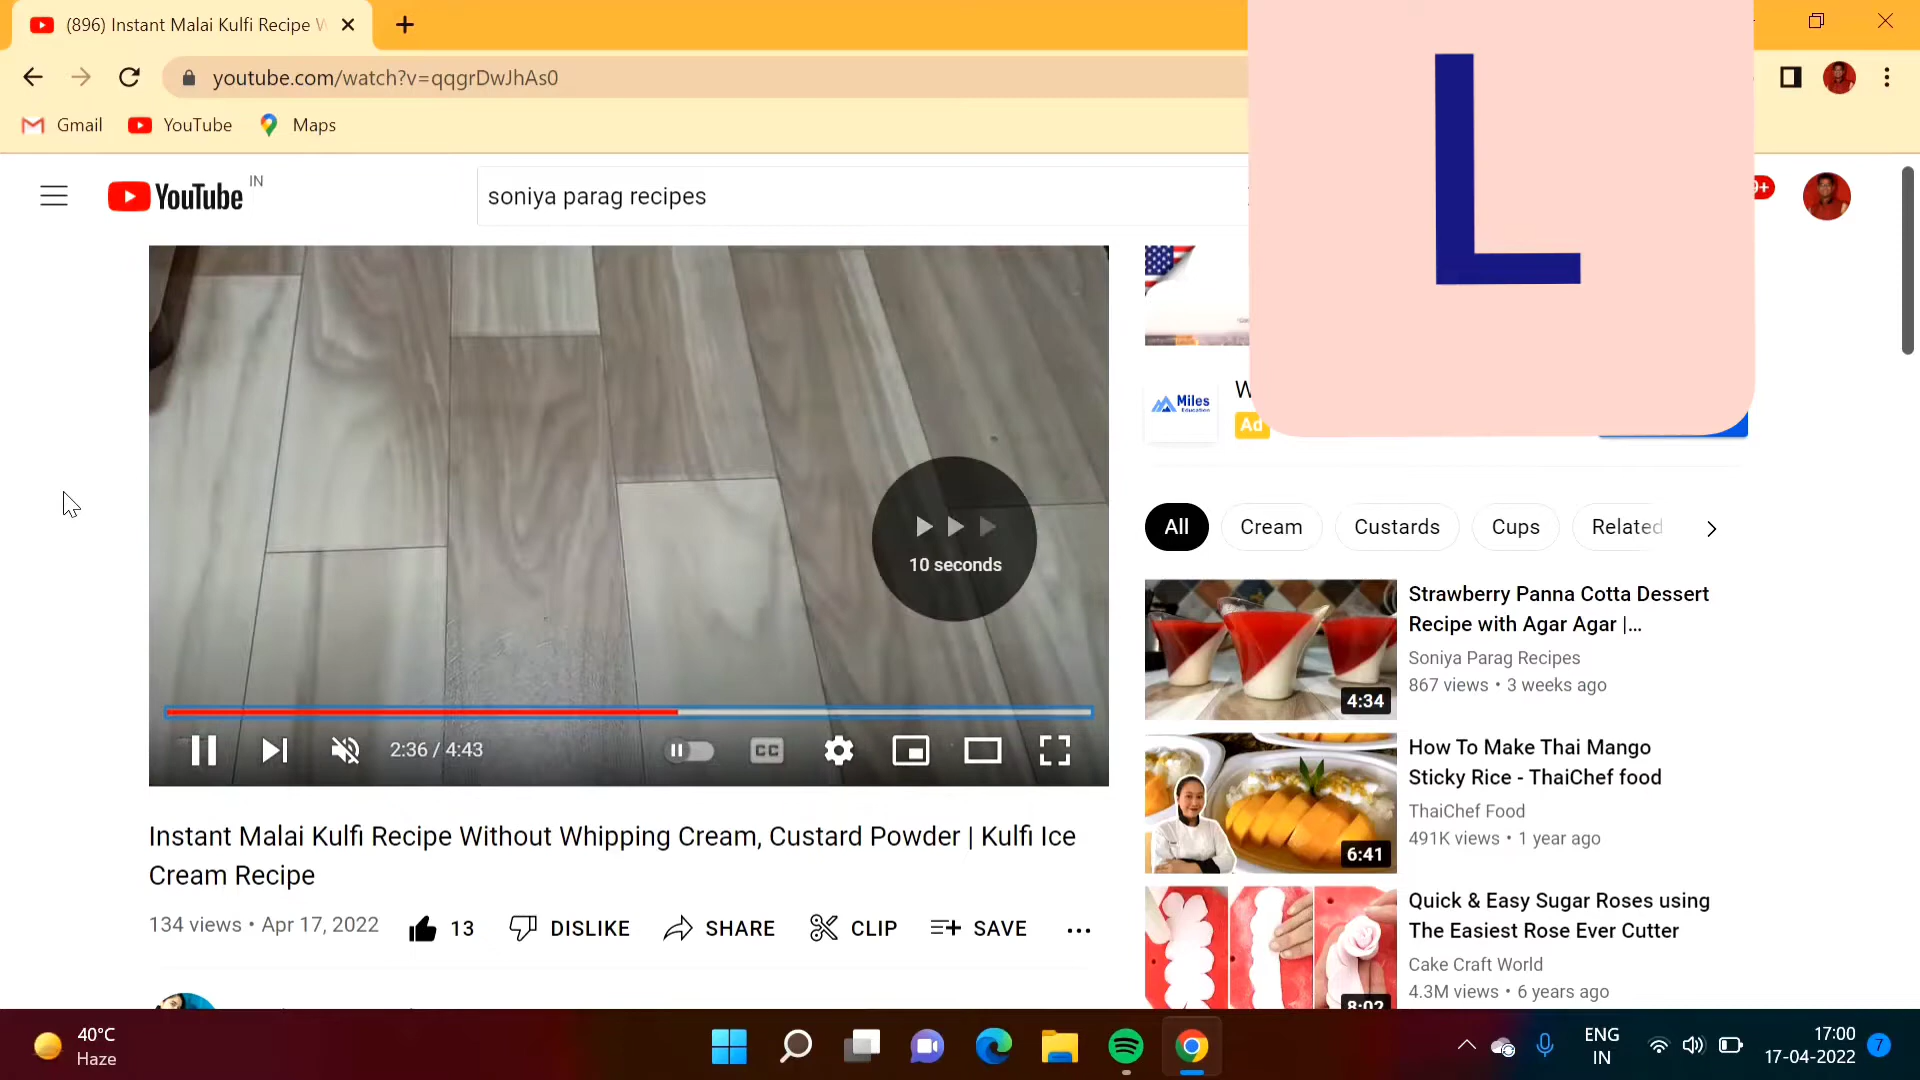 (896) Instant Malai Kulfi Recipe W
youtube.com/watch?v=qqgrDwJhAs0
Gmail
YouTube
Maps
L
YouTube IN
soniya parag recipes
9+
Miles
Education
W
Ad
10 seconds
2:36 / 4:43
CC
All
Cream
Custards
Cups
Related
Strawberry Panna Cotta Dessert
Recipe with Agar Agar |...
Soniya Parag Recipes
867 views • 3 weeks ago
4:34
How To Make Thai Mango
Sticky Rice - ThaiChef food
ThaiChef Food
491K views • 1 year ago
6:41
Quick & Easy Sugar Roses using
The Easiest Rose Ever Cutter
Cake Craft World
4.3M views • 6 years ago
8:02
Instant Malai Kulfi Recipe Without Whipping Cream, Custard Powder | Kulfi Ice
Cream Recipe
134 views • Apr 17, 2022
13
DISLIKE
SHARE
CLIP
SAVE
40°C
Haze
ENG
IN
17:00
17-04-2022
7